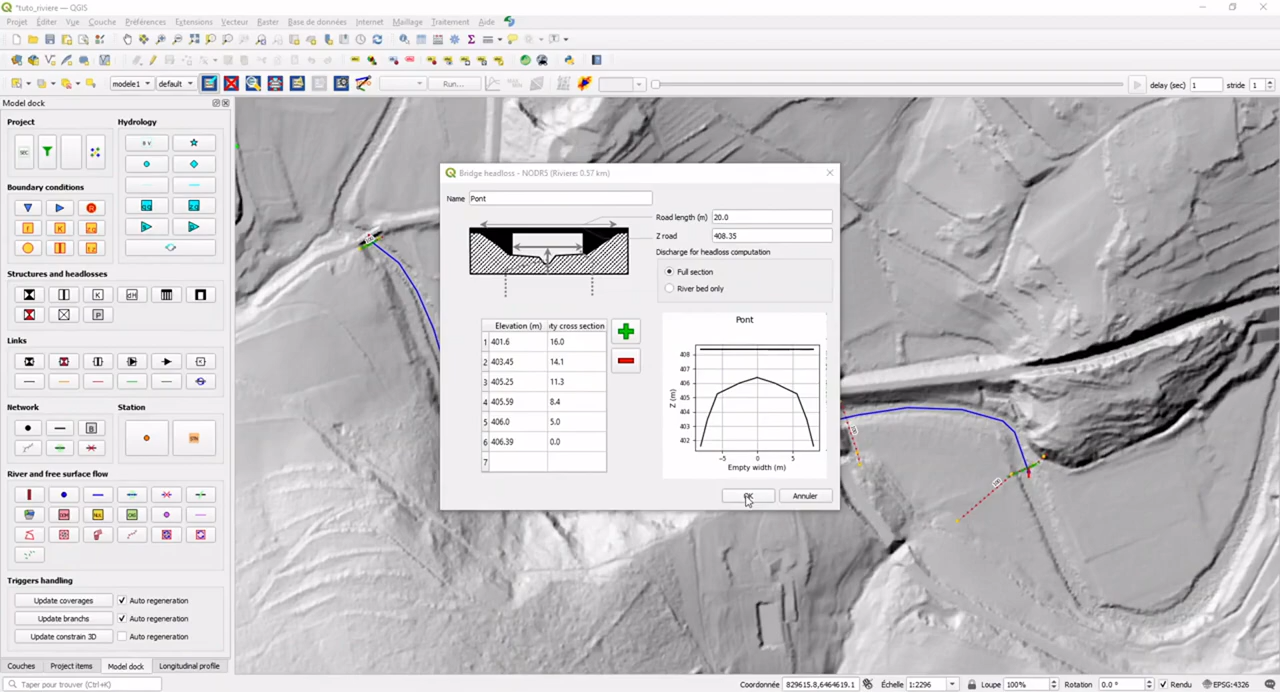 *tuto_riviere — QGIS
Projet Éditer Vue Couche Préférences Extensions Vecteur Raster Base de données Internet Maillage Traitement Aide
model1 default Run... delay (sec) 1 stride 1
Model dock
Project Hydrology
Boundary conditions
Structures and headlosses
Links
Network Station
River and free surface flow
Triggers handling
Update coverages Auto regeneration
Update branchs Auto regeneration
Update constrain 3D Auto regeneration
Couches Project items Model dock Longitudinal profile
Bridge headloss - NODR5 (Riviere: 0.57 km)
Name Pont
Road length (m) 20.0
Z road 408.35
Discharge for headloss computation
Full section
River bed only
Elevation (m) ity cross section
1 401.6 16.0
2 403.45 14.1
3 405.25 11.3
4 405.59 8.4
5 406.0 5.0
6 406.39 0.0
7
Pont
408
407
406
405
404
403
402
Z (m)
−5 0 5
Empty width (m)
OK Annuler
Taper pour trouver (Ctrl+K) Coordonnée 829615.8,6464619.1 Échelle 1:2296 Loupe 100% Rotation 0.0 ° Rendu EPSG:4326